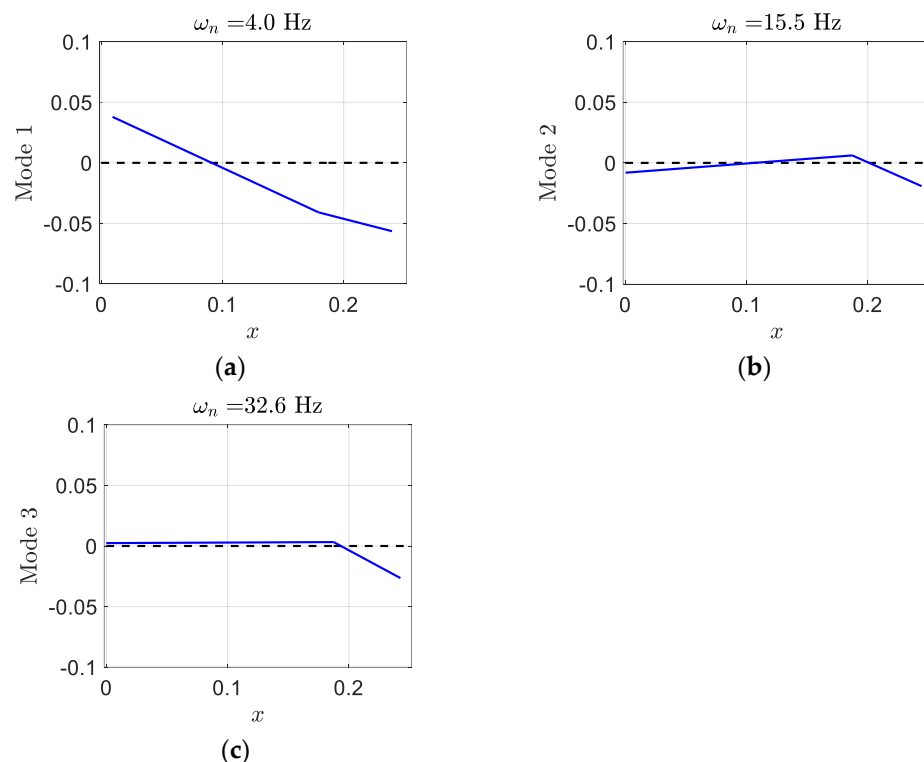 ωn =4.0 Hz
0.1
0.05
0
-0.05
-0.1
Mode 1
0 0.1 0.2
x
(a)
ωn =15.5 Hz
0.1
0.05
0
-0.05
-0.1
Mode 2
0 0.1 0.2
x
(b)
ωn =32.6 Hz
0.1
0.05
0
-0.05
-0.1
Mode 3
0 0.1 0.2
x
(c)